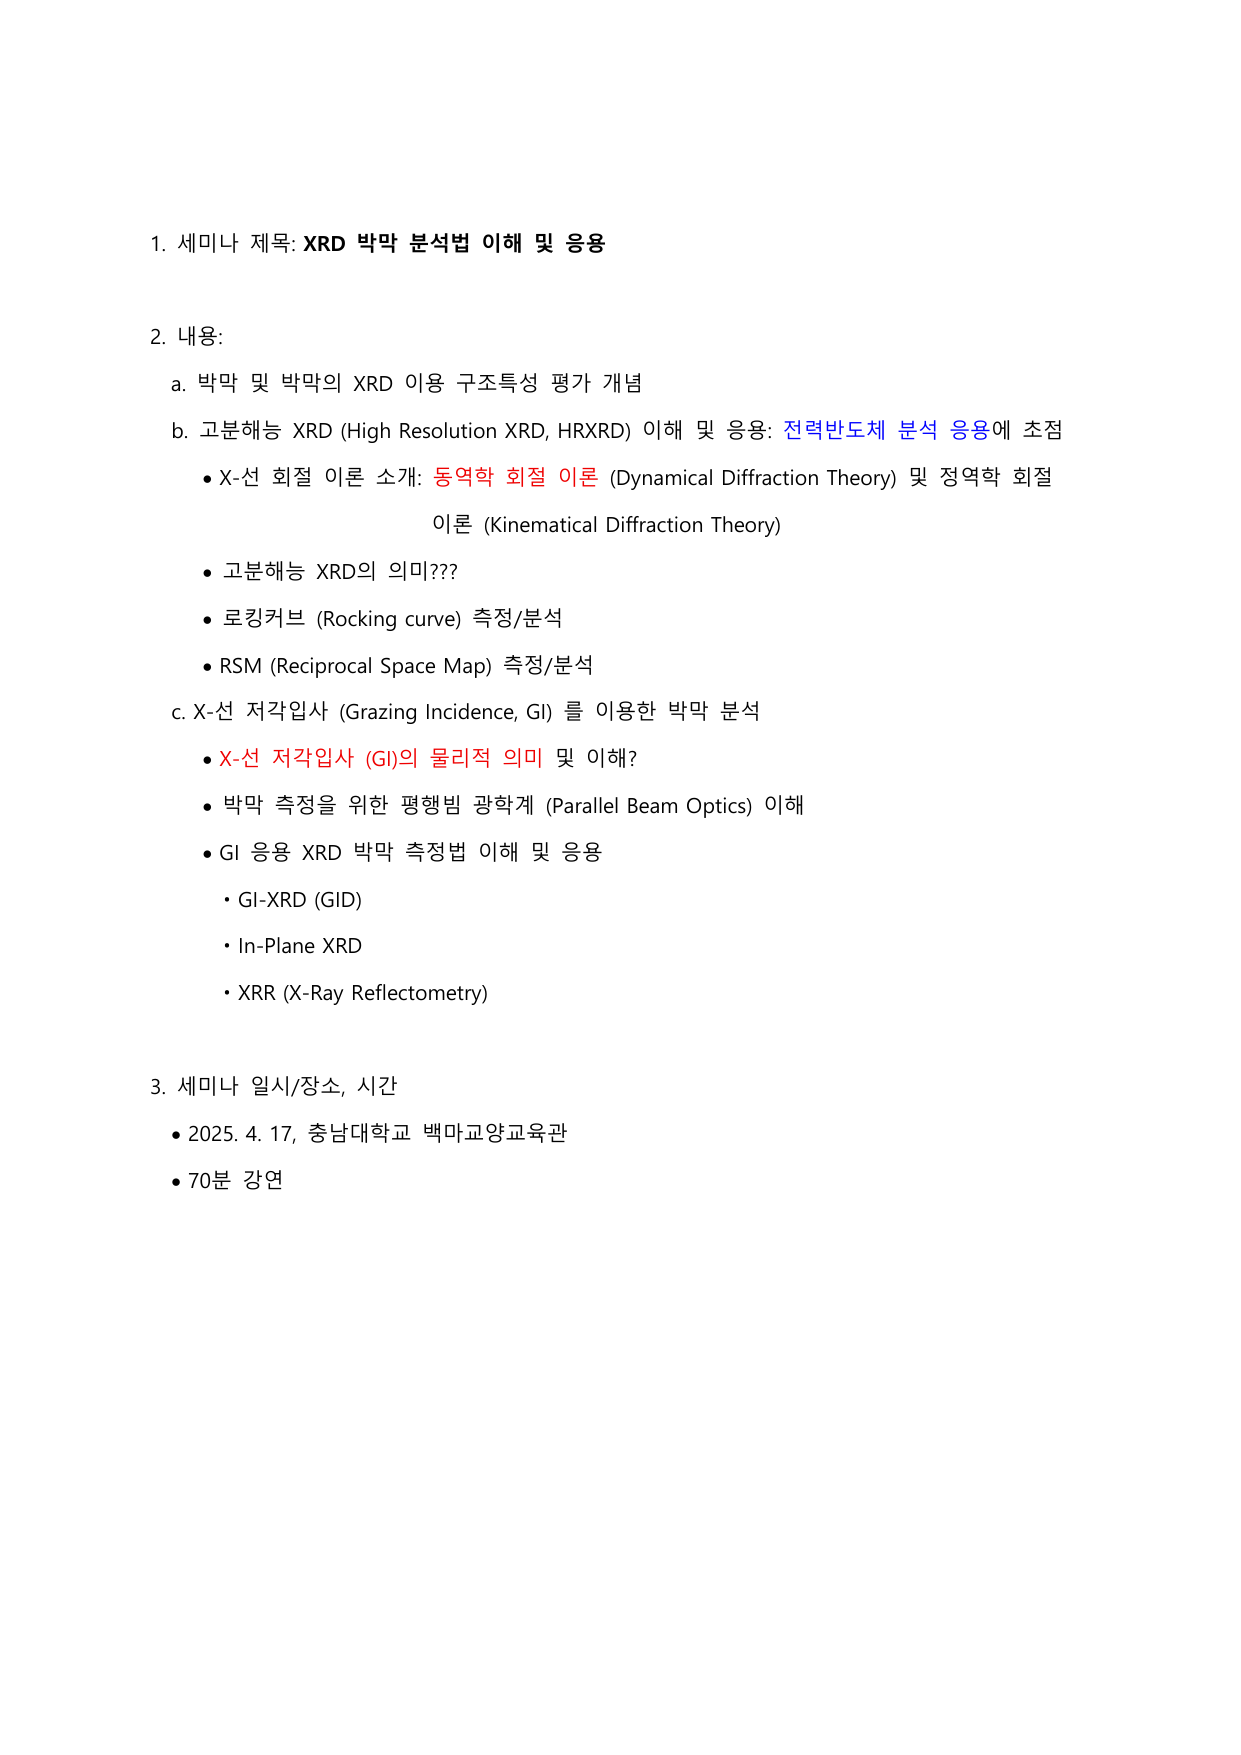 1. 세미나 제목: XRD 박막 분석법 이해 및 응용
2. 내용:
a. 박막 및 박막의 XRD 이용 구조특성 평가 개념
b. 고분해능 XRD (High Resolution XRD, HRXRD) 이해 및 응용: 전력반도체 분석 응용에 초점
• X-선 회절 이론 소개: 동역학 회절 이론 (Dynamical Diffraction Theory) 및 정역학 회절
이론 (Kinematical Diffraction Theory)
• 고분해능 XRD의 의미???
• 로킹커브 (Rocking curve) 측정/분석
• RSM (Reciprocal Space Map) 측정/분석
c. X-선 저각입사 (Grazing Incidence, GI) 를 이용한 박막 분석
• X-선 저각입사 (GI)의 물리적 의미 및 이해?
• 박막 측정을 위한 평행빔 광학계 (Parallel Beam Optics) 이해
• GI 응용 XRD 박막 측정법 이해 및 응용
・GI-XRD (GID)
・In-Plane XRD
・XRR (X-Ray Reflectometry)
3. 세미나 일시/장소, 시간
• 2025. 4. 17, 충남대학교 백마교양교육관
• 70분 강연